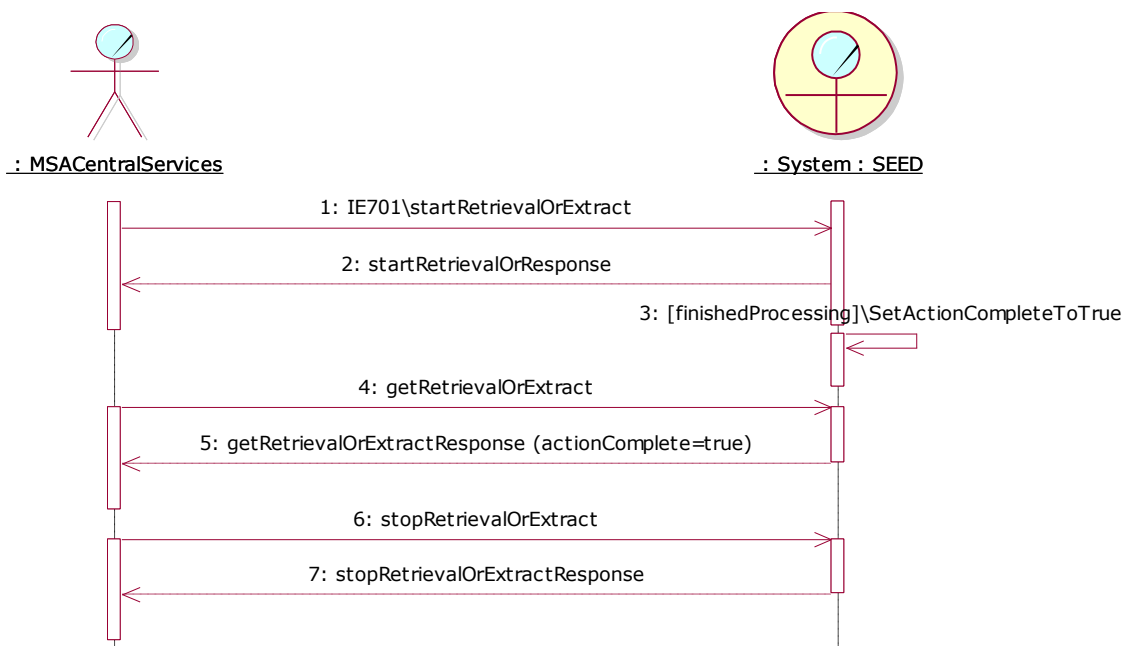 : MSACentralServices
: System : SEED
1: IE701\startRetrievalOrExtract
2: startRetrievalOrResponse
3: [finishedProcessing]\SetActionCompleteToTrue
4: getRetrievalOrExtract
5: getRetrievalOrExtractResponse (actionComplete=true)
6: stopRetrievalOrExtract
7: stopRetrievalOrExtractResponse